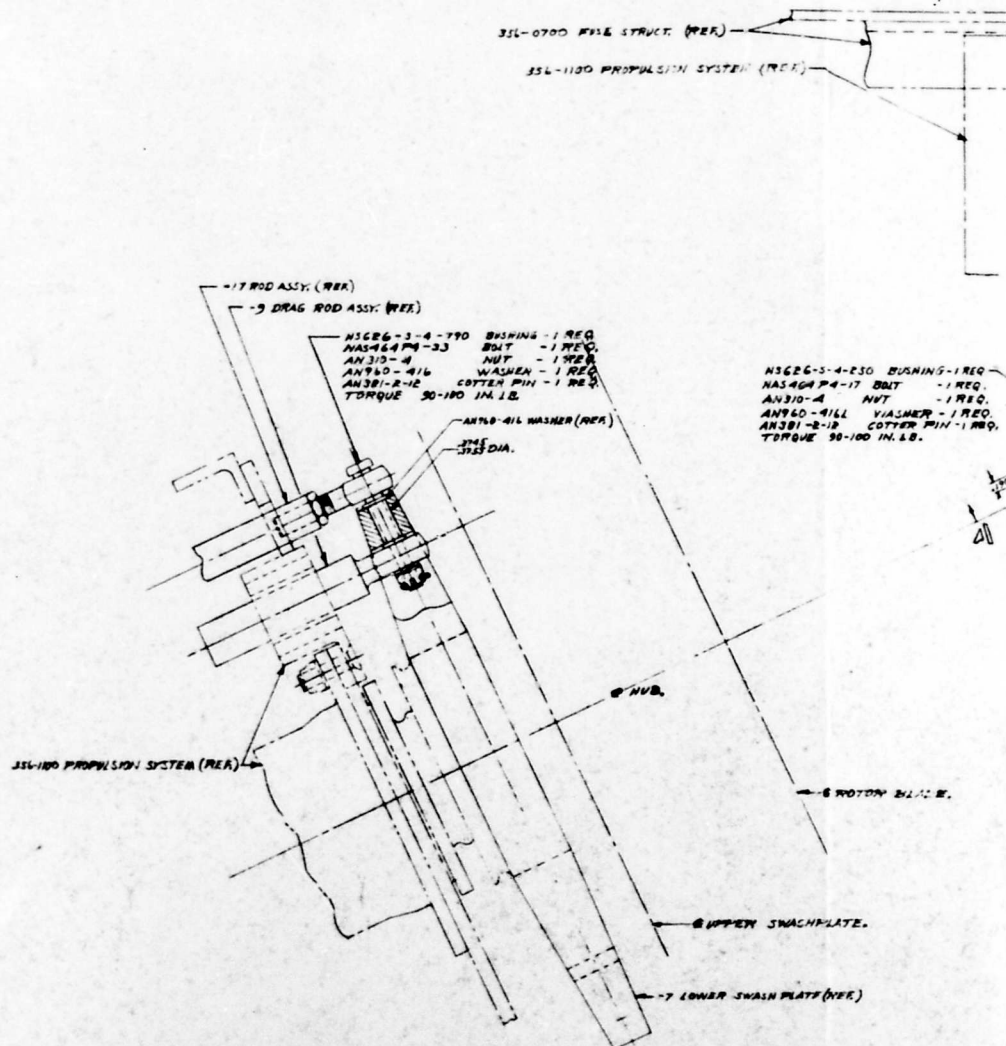 356-0700 FUSE STRUCT. (REF.)
356-1100 PROPULSION SYSTEM (REF.)
-17 ROD ASSY. (REF.)
-9 DRAG ROD ASSY. (REF.)
NS626-3-4-790 BUSHING - 1 REQ.
NAS464P4-33 BOLT - 1 REQ.
AN310-4 NUT - 1 REQ.
AN960-416 WASHER - 1 REQ.
AN381-2-12 COTTER PIN - 1 REQ.
TORQUE 90-100 IN. LB.
AN960-416 WASHER (REF.)
.3745
.3755 DIA.
NS626-S-4-250 BUSHING - 1 REQ.
NAS464P4-17 BOLT - 1 REQ.
AN310-4 NUT - 1 REQ.
AN960-416L WASHER - 1 REQ.
AN381-2-12 COTTER PIN - 1 REQ.
TORQUE 90-100 IN. LB.
℄ HUB.
356-1100 PROPULSION SYSTEM (REF.)
℄ ROTOR BLADE.
℄ UPPER SWASHPLATE.
-7 LOWER SWASH PLATE (REF.)